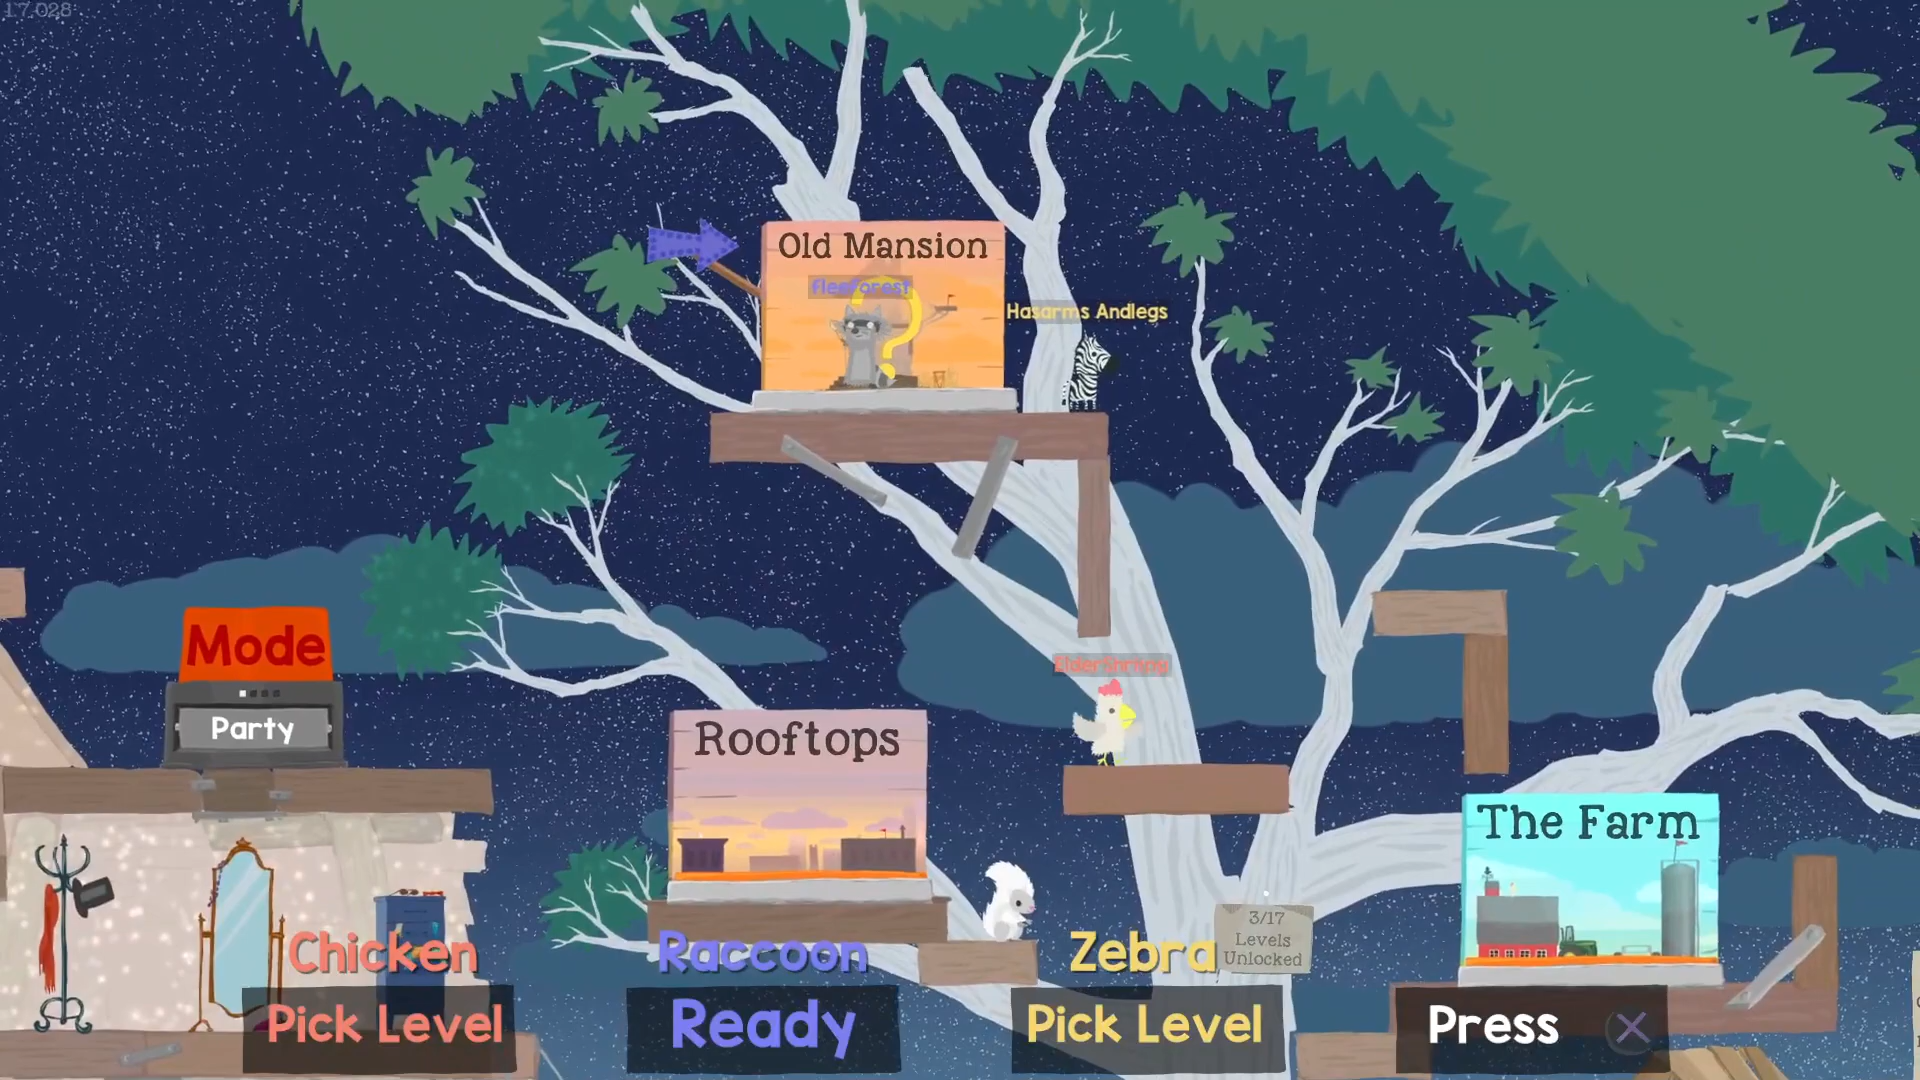 17.028
Old Mansion
fleeforest
Hasarms Andlegs
Mode
Party
ElderShrimp
Rooftops
The Farm
3/17
Levels
Unlocked
Chicken
Pick Level
Raccoon
Ready
Zebra
Pick Level
Press